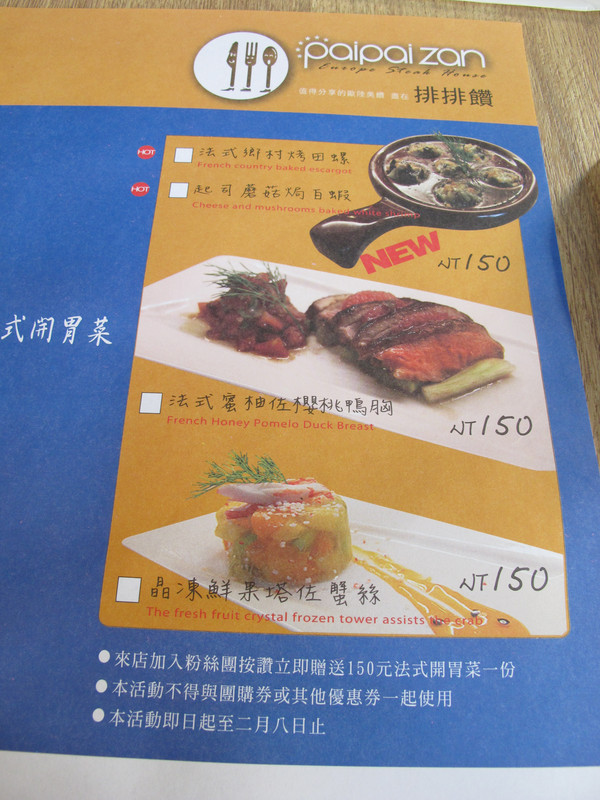 paipai zan
Europe Steak House
值得分享的歐陸美饌 盡在 排排饡
HOT 法式鄉村烤田螺
French country baked escargot
HOT 起司蘑菇焗白蝦
Cheese and mushrooms baked white shrimp
NEW
NT150
式開胃菜
法式蜜柚佐櫻桃鴨胸
French Honey Pomelo Duck Breast
NT150
晶凍鮮果塔佐蟹絲
NT150
The fresh fruit crystal frozen tower assists the crab
●來店加入粉絲團按讚立即贈送150元法式開胃菜一份
●本活動不得與團購券或其他優惠券一起使用
●本活動即日起至二月八日止